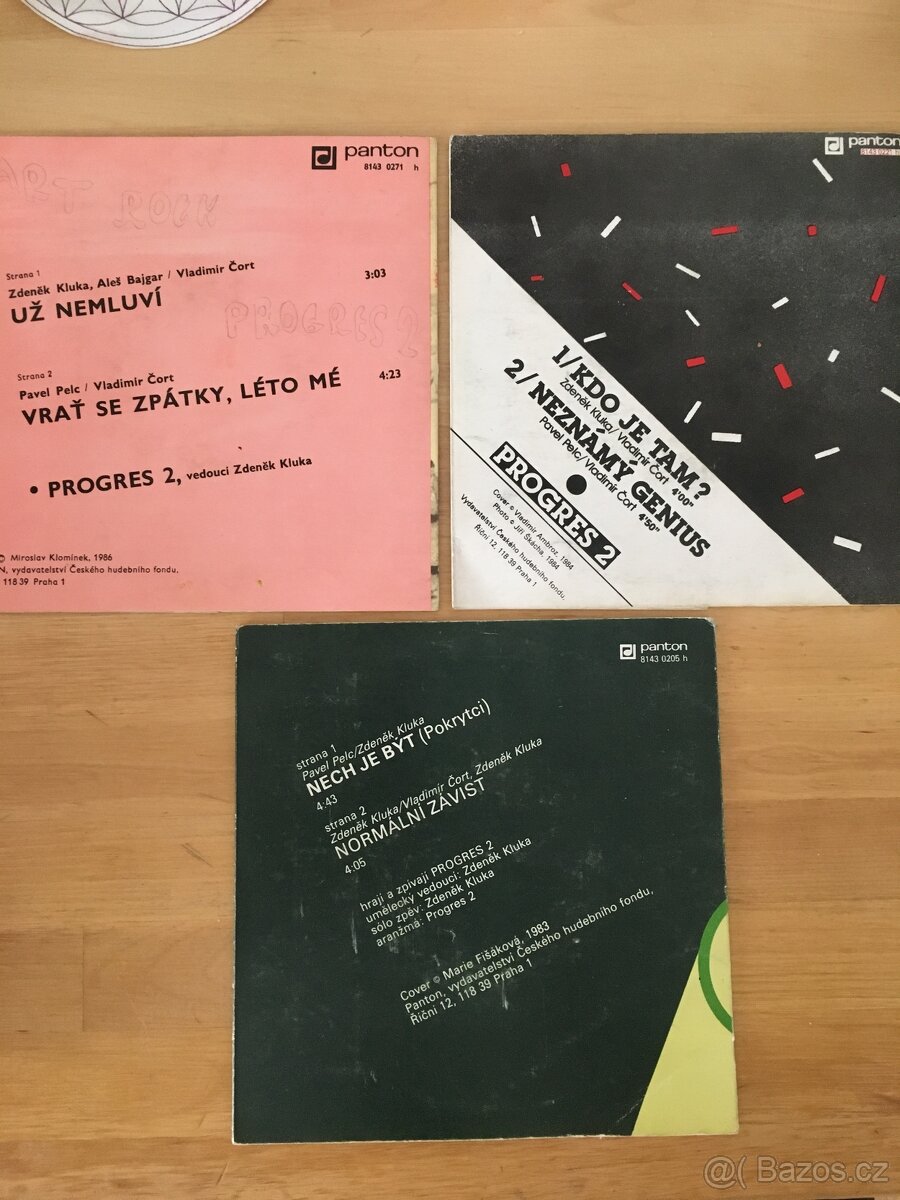 panton
8143 0271 h
ART ROCK
Strana 1
Zdeněk Kluka, Aleš Bajgar / Vladimír Čort
3:03
UŽ NEMLUVÍ
PROGRES 2
Strana 2
Pavel Pelc / Vladimír Čort
4:23
VRAŤ SE ZPÁTKY, LÉTO MÉ
• PROGRES 2, vedoucí Zdeněk Kluka
© Miroslav Klomínek, 1986
N, vydavatelství Českého hudebního fondu,
118 39 Praha 1
panton
8143 0221
1/KDO JE TAM?
Zdeněk Kluka/Vladimír Čort 4'00"
2/NEZNÁMÝ GENIUS
Pavel Pelc/Vladimír Čort 4'50"
PROGRES 2
Cover © Vladimír Ambroz, 1984
Photo © Jiří Škácha, 1984
Vydavatelství Českého hudebního fondu,
Říční 12, 118 39 Praha 1
panton
8143 0205 h
strana 1
Pavel Pelc/Zdeněk Kluka
NECH JE BÝT (Pokrytci)
4:43
strana 2
Zdeněk Kluka/Vladimír Čort, Zdeněk Kluka
NORMÁLNÍ ZÁVIST
4:05
hrají a zpívají PROGRES 2
umělecký vedoucí: Zdeněk Kluka
sólo zpěv: Zdeněk Kluka
aranžmá: Progres 2
Cover © Marie Fišáková, 1983
Panton, vydavatelství Českého hudebního fondu,
Říční 12, 118 39 Praha 1
@( Bazos.cz